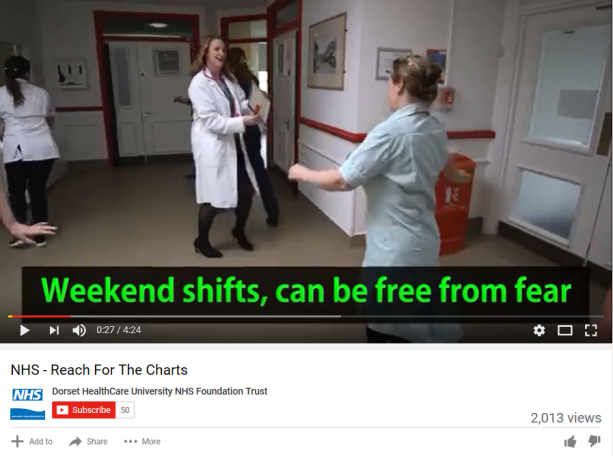 Weekend shifts, can be free from fear
0:27 / 4:24
NHS - Reach For The Charts
NHS
Dorset HealthCare University NHS Foundation Trust
Subscribe 50
2,013 views
Add to Share More